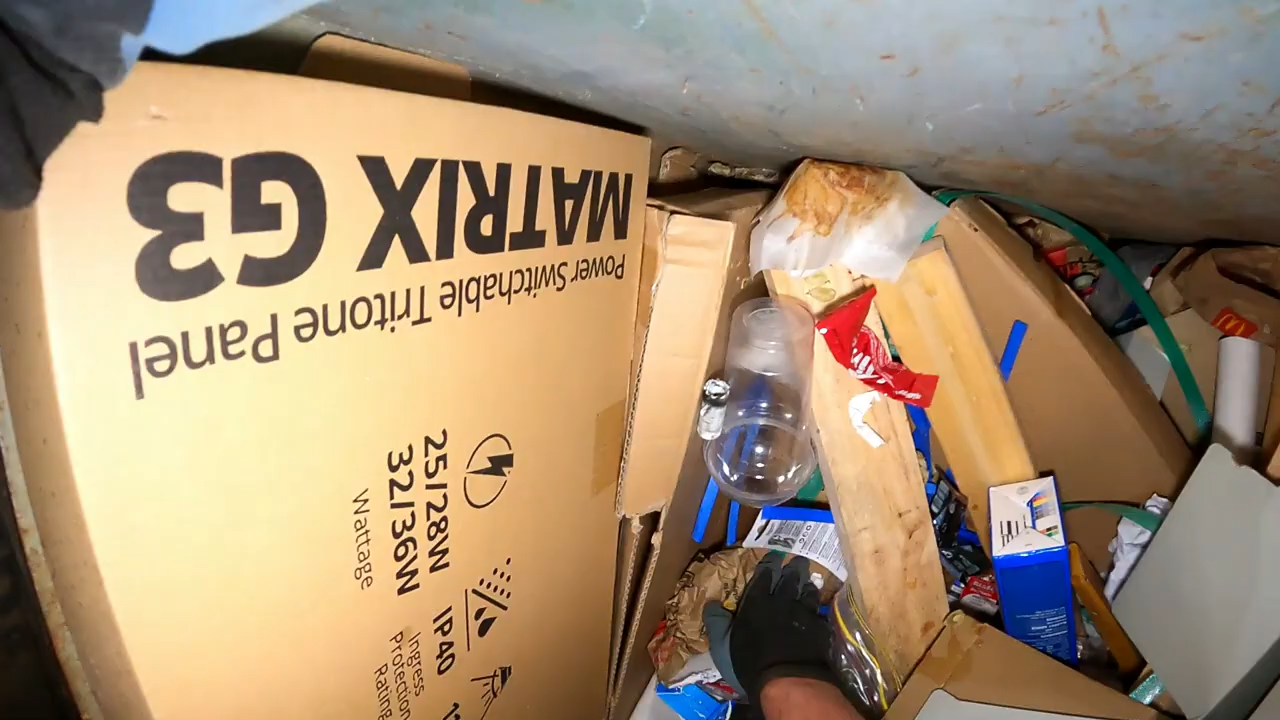 MATRIX G3
Power Switchable Tritone Panel
25/28W
32/36W
Wattage
IP40
Ingress
Protection
Rating